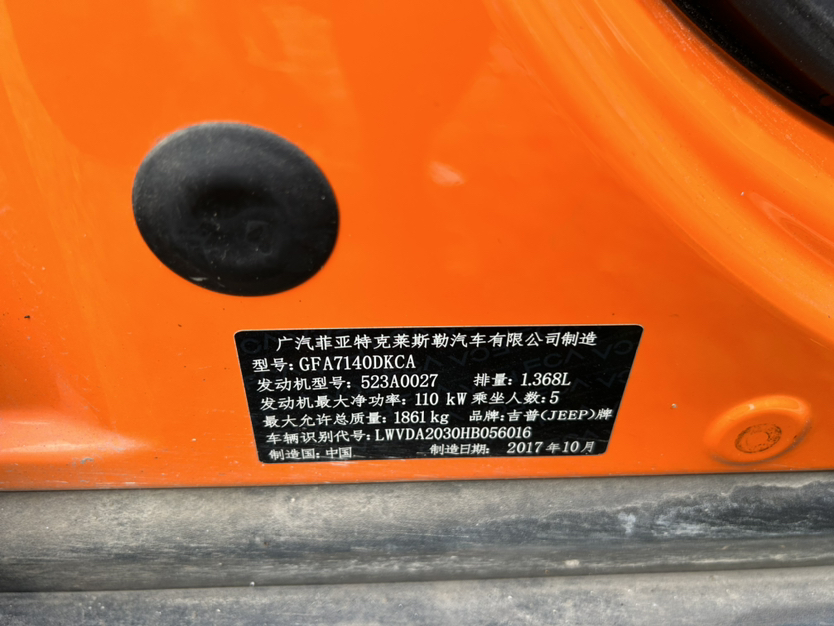 广汽菲亚特克莱斯勒汽车有限公司制造
型号: GFA7140DKCA
发动机型号: 523A0027 排量: 1.368L
发动机最大净功率: 110 kW 乘坐人数: 5
最大允许总质量: 1861 kg 品牌: 吉普(JEEP)牌
车辆识别代号: LWVDA2030HB056016
制造国: 中国 制造日期: 2017年10月